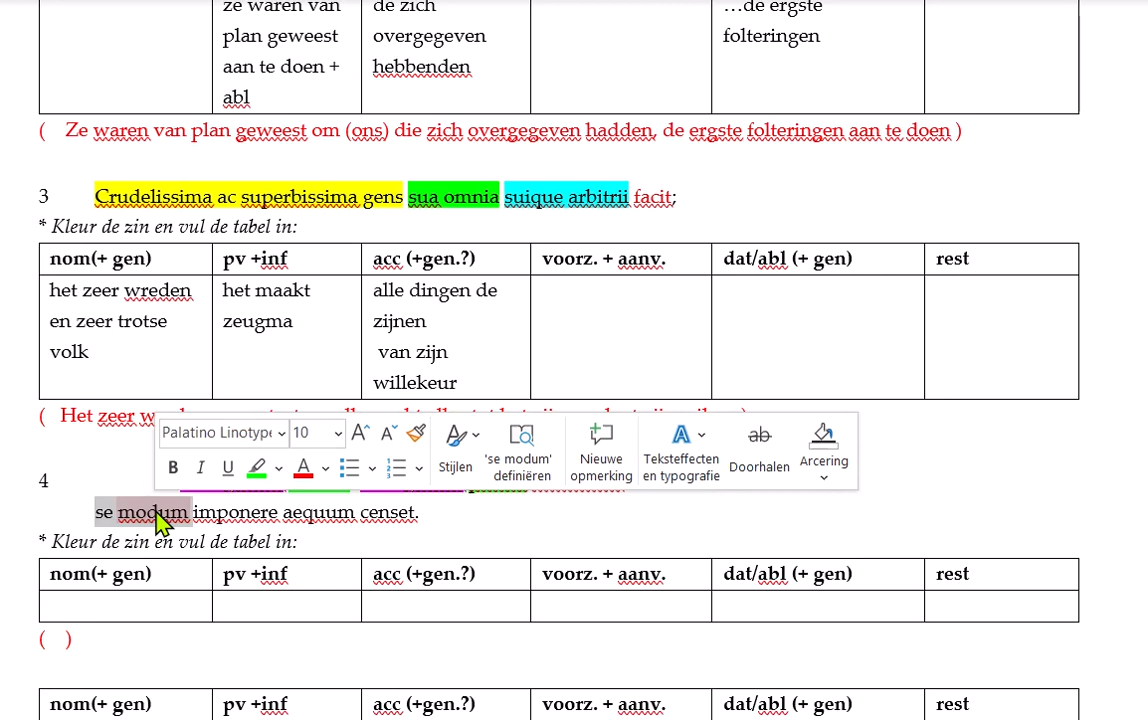 ze waren van de zich …de ergste
plan geweest overgegeven folteringen
aan te doen + hebbenden
abl
( Ze waren van plan geweest om (ons) die zich overgegeven hadden, de ergste folteringen aan te doen )
3 Crudelissima ac superbissima gens sua omnia suique arbitrii facit;
* Kleur de zin en vul de tabel in:
nom(+ gen) pv +inf acc (+gen.?) voorz. + aanv. dat/abl (+ gen) rest
het zeer wreden het maakt alle dingen de
en zeer trotse zeugma zijnen
volk van zijn
willekeur
( Het zeer
Palatino Linotype 10 'se modum' Nieuwe Teksteffecten
B I U A Stijlen definiëren opmerking en typografie Doorhalen Arcering
4
se modum imponere aequum censet.
* Kleur de zin en vul de tabel in:
nom(+ gen) pv +inf acc (+gen.?) voorz. + aanv. dat/abl (+ gen) rest
( )
nom(+ gen) pv +inf acc (+gen.?) voorz. + aanv. dat/abl (+ gen) rest